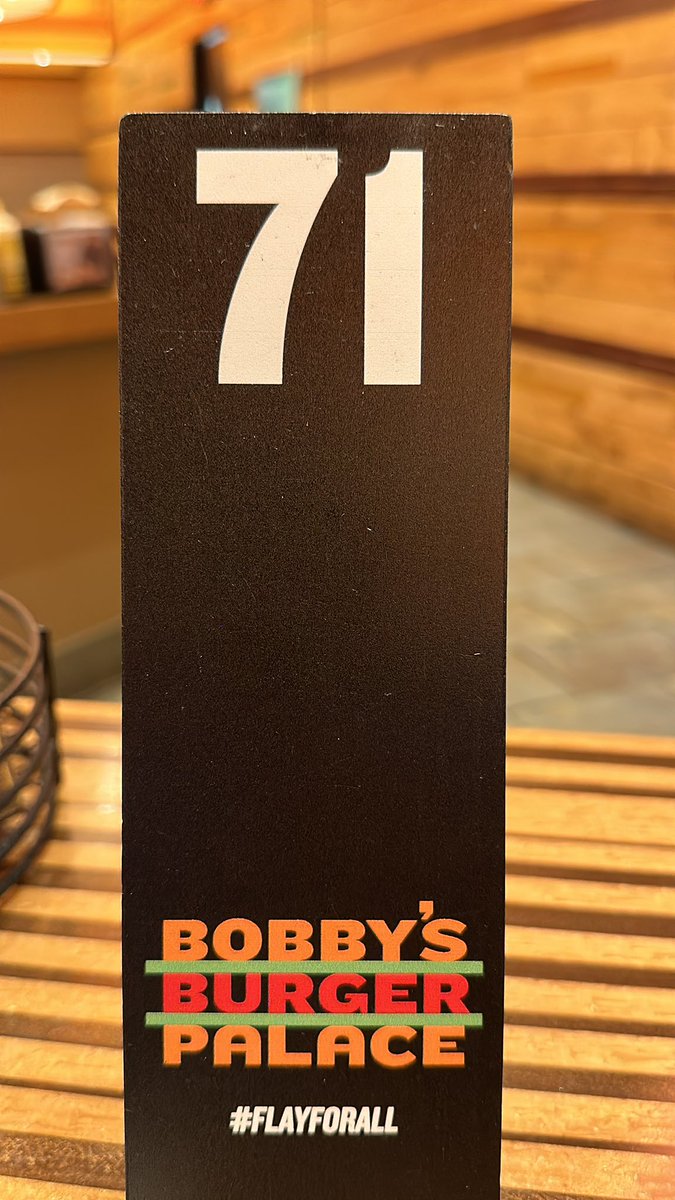 71
BOBBY'S
BURGER
PALACE
#FLAYFORALL